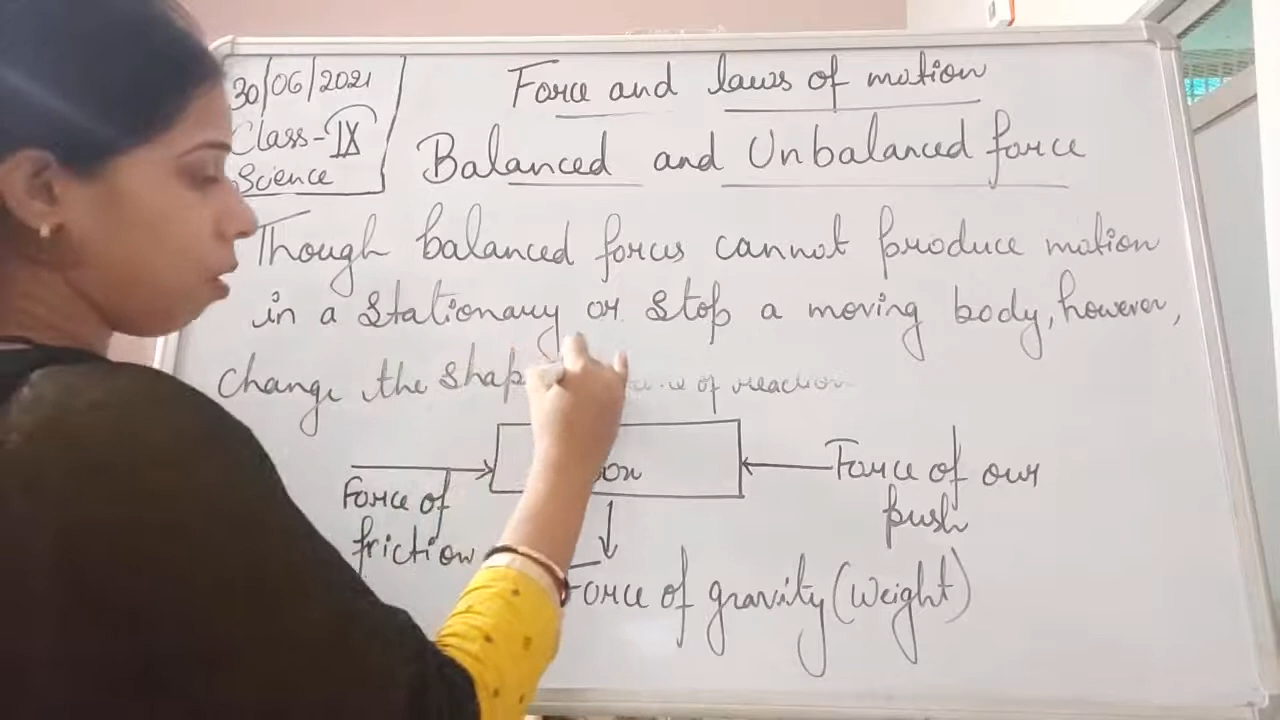 30/06/2021
Class-IX
Science
Force and laws of motion
Balanced and Unbalanced force
Though balanced forces cannot produce motion
in a stationary or stop a moving body, however,
change the shap
of reaction
Force of
friction
Force of our
push
Force of gravity (Weight)